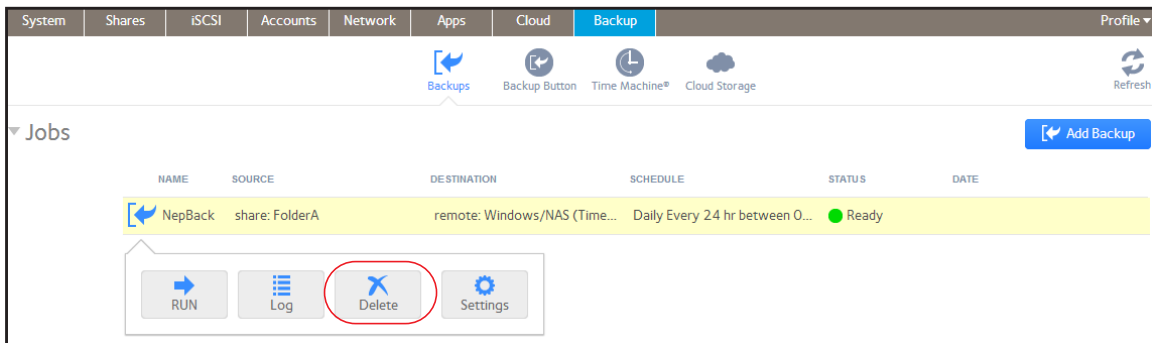 System Shares iSCSI Accounts Network Apps Cloud Backup Profile
Backups Backup Button Time Machine® Cloud Storage Refresh
Jobs Add Backup
NAME SOURCE DESTINATION SCHEDULE STATUS DATE
NepBack share: FolderA remote: Windows/NAS (Time... Daily Every 24 hr between 0... Ready
RUN Log Delete Settings